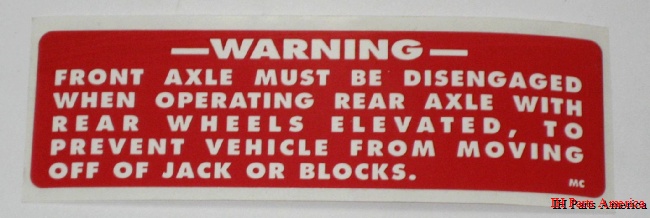 —WARNING—
FRONT AXLE MUST BE DISENGAGED
WHEN OPERATING REAR AXLE WITH
REAR WHEELS ELEVATED, TO
PREVENT VEHICLE FROM MOVING
OFF OF JACK OR BLOCKS.
MC
IH Parts America